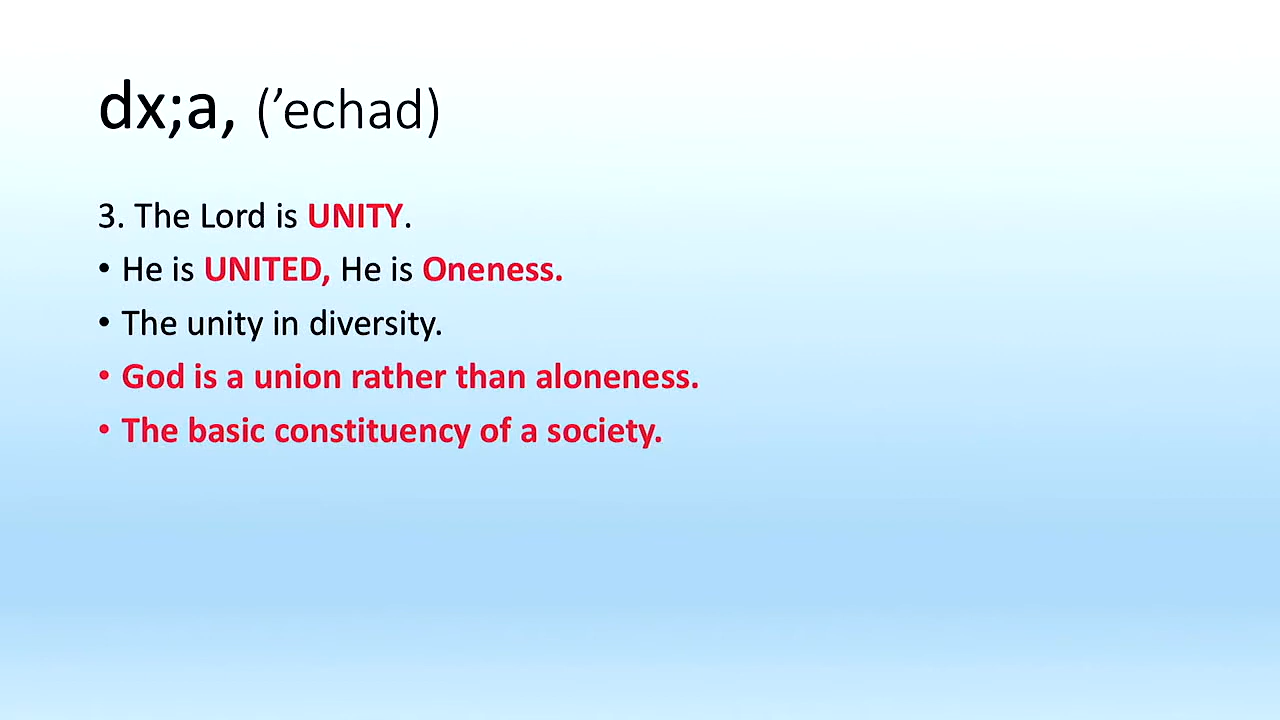 dx;a, (’echad)
3. The Lord is UNITY.
• He is UNITED, He is Oneness.
• The unity in diversity.
• God is a union rather than aloneness.
• The basic constituency of a society.